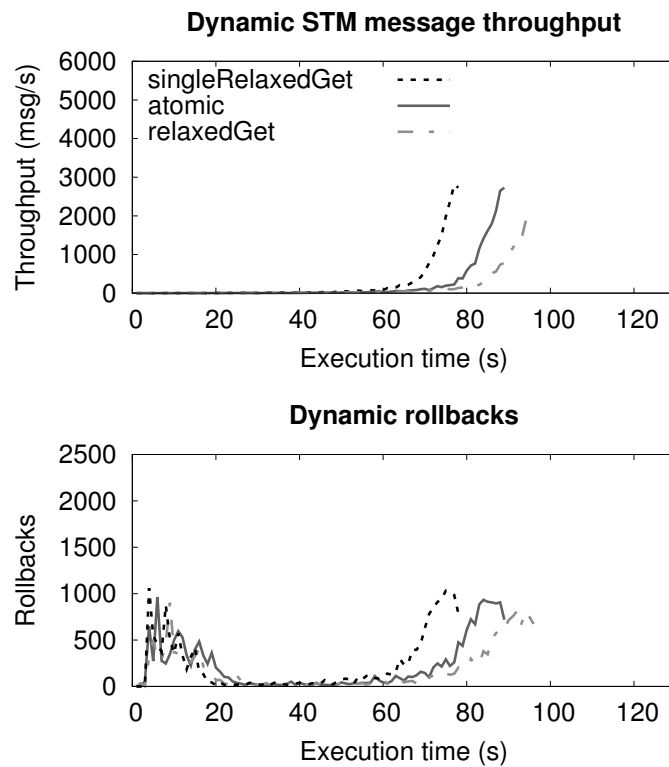 Dynamic STM message throughput
Throughput (msg/s)
6000
5000
4000
3000
2000
1000
0
singleRelaxedGet
atomic
relaxedGet
0 20 40 60 80 100 120
Execution time (s)
Dynamic rollbacks
Rollbacks
2500
2000
1500
1000
500
0
0 20 40 60 80 100 120
Execution time (s)